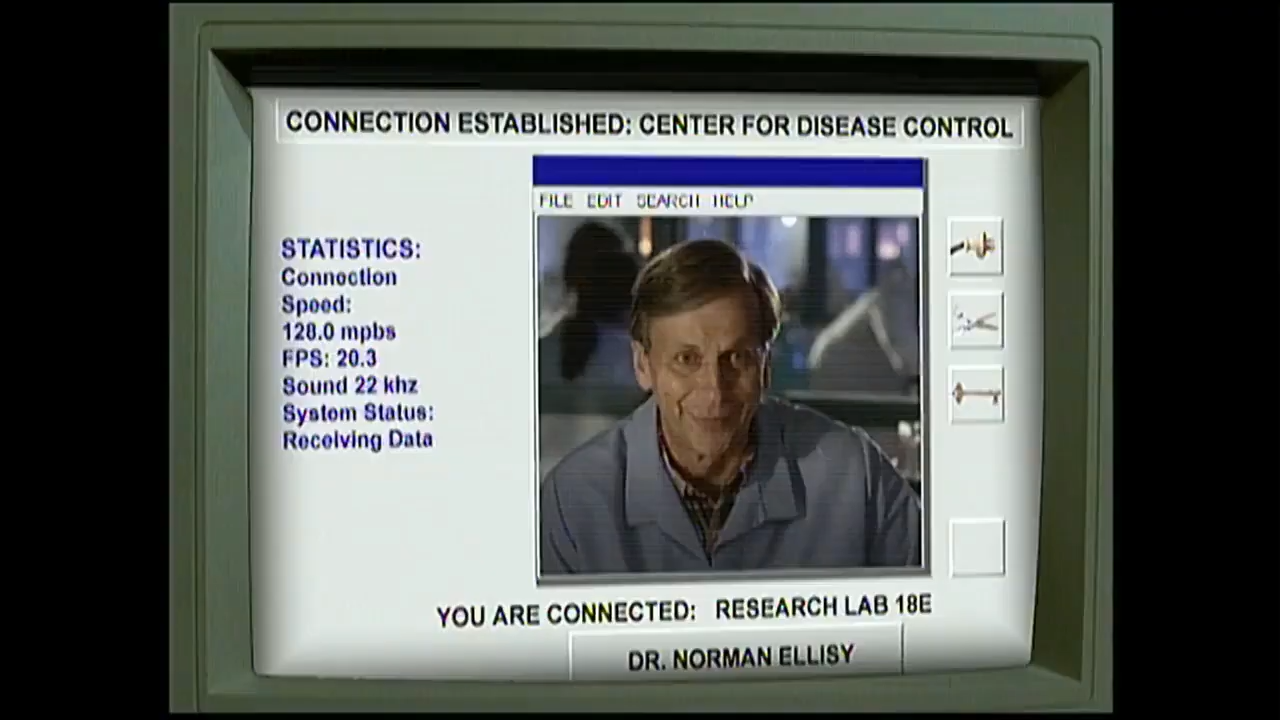 CONNECTION ESTABLISHED: CENTER FOR DISEASE CONTROL
FILE EDIT SEARCH HELP
STATISTICS:
Connection
Speed:
128.0 mpbs
FPS: 20.3
Sound 22 khz
System Status:
Receiving Data
YOU ARE CONNECTED: RESEARCH LAB 18E
DR. NORMAN ELLISY